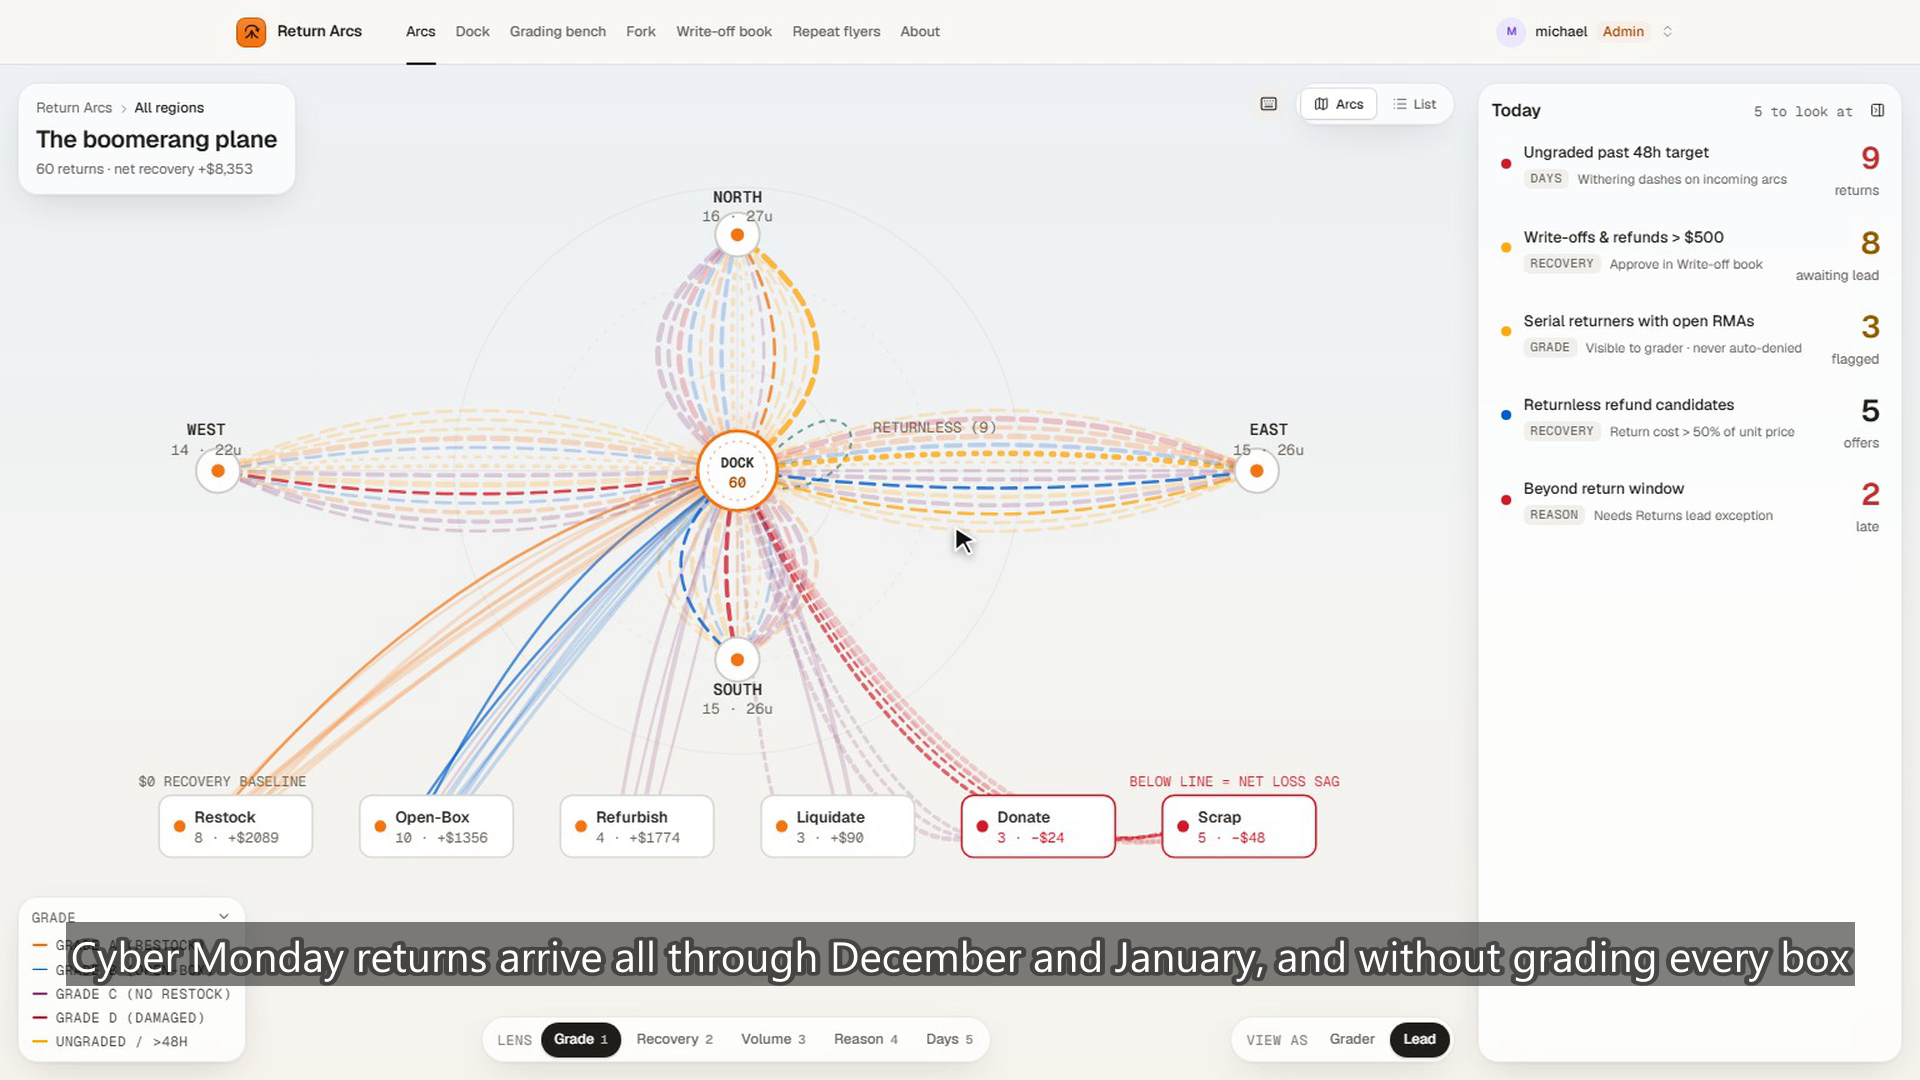 Return Arcs
Arcs
Dock
Grading bench
Fork
Write-off book
Repeat flyers
About
M
michael
Admin
Return Arcs > All regions
The boomerang plane
60 returns · net recovery +$8,353
Arcs
List
NORTH
16 · 27u
WEST
14 · 22u
RETURNLESS (9)
EAST
15 · 26u
DOCK
60
SOUTH
15 · 26u
$0 RECOVERY BASELINE
BELOW LINE = NET LOSS SAG
Restock
8 · +$2089
Open-Box
10 · +$1356
Refurbish
4 · +$1774
Liquidate
3 · +$90
Donate
3 · -$24
Scrap
5 · -$48
Today
5 to look at
Ungraded past 48h target
DAYS Withering dashes on incoming arcs
9
returns
Write-offs & refunds > $500
RECOVERY Approve in Write-off book
8
awaiting lead
Serial returners with open RMAs
GRADE Visible to grader · never auto-denied
3
flagged
Returnless refund candidates
RECOVERY Return cost > 50% of unit price
5
offers
Beyond return window
REASON Needs Returns lead exception
2
late
GRADE
GRADE C (NO RESTOCK)
GRADE D (DAMAGED)
UNGRADED / >48H
Cyber Monday returns arrive all through December and January, and without grading every box
LENS
Grade 1
Recovery 2
Volume 3
Reason 4
Days 5
VIEW AS
Grader
Lead